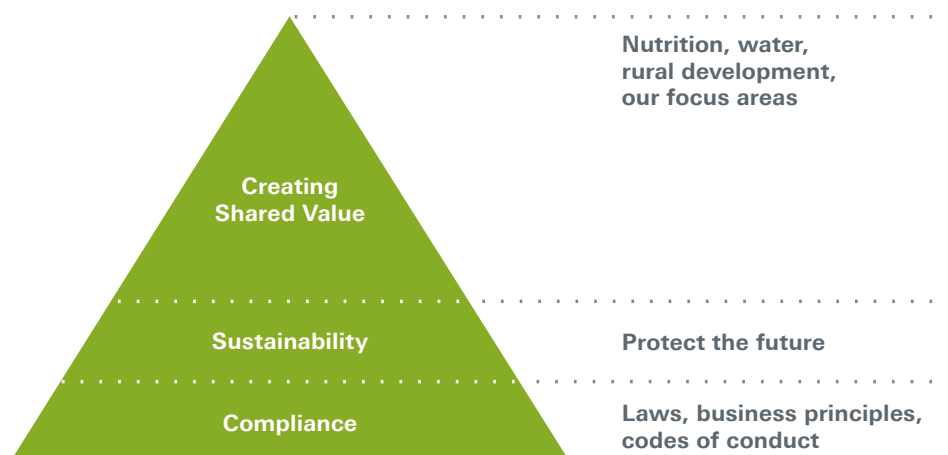 Nutrition, water,
rural development,
our focus areas
Creating
Shared Value
Sustainability
Protect the future
Compliance
Laws, business principles,
codes of conduct